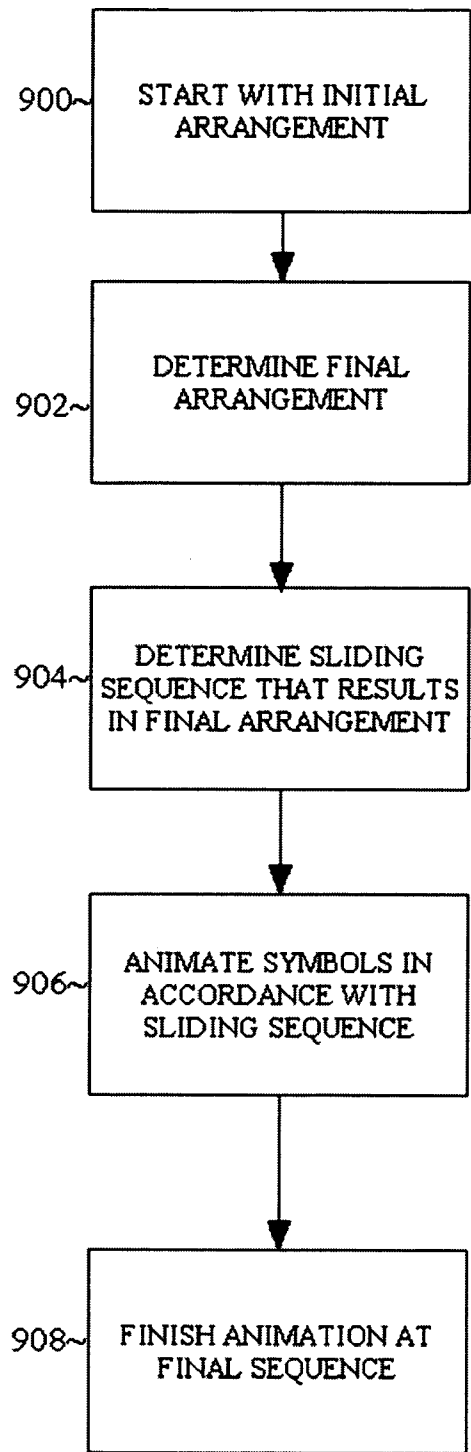 900~
START WITH INITIAL
ARRANGEMENT
902~
DETERMINE FINAL
ARRANGEMENT
904~
DETERMINE SLIDING
SEQUENCE THAT RESULTS
IN FINAL ARRANGEMENT
906~
ANIMATE SYMBOLS IN
ACCORDANCE WITH
SLIDING SEQUENCE
908~
FINISH ANIMATION AT
FINAL SEQUENCE